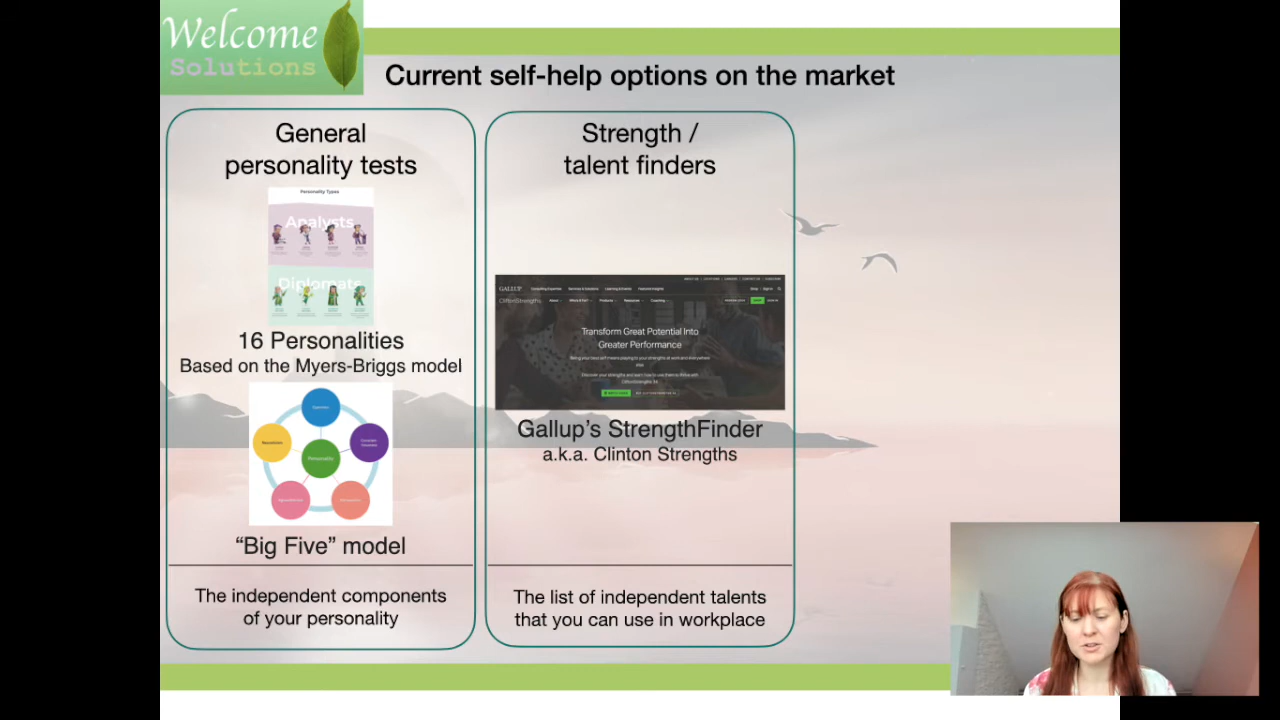 Welcome
Solutions
Current self-help options on the market
General
personality tests
Personality Types
Analysts
Diplomats
16 Personalities
Based on the Myers-Briggs model
Personality
“Big Five” model
The independent components
of your personality
Strength /
talent finders
GALLUP
CliftonStrengths
Transform Great Potential Into
Greater Performance
Gallup’s StrengthFinder
a.k.a. Clinton Strengths
The list of independent talents
that you can use in workplace